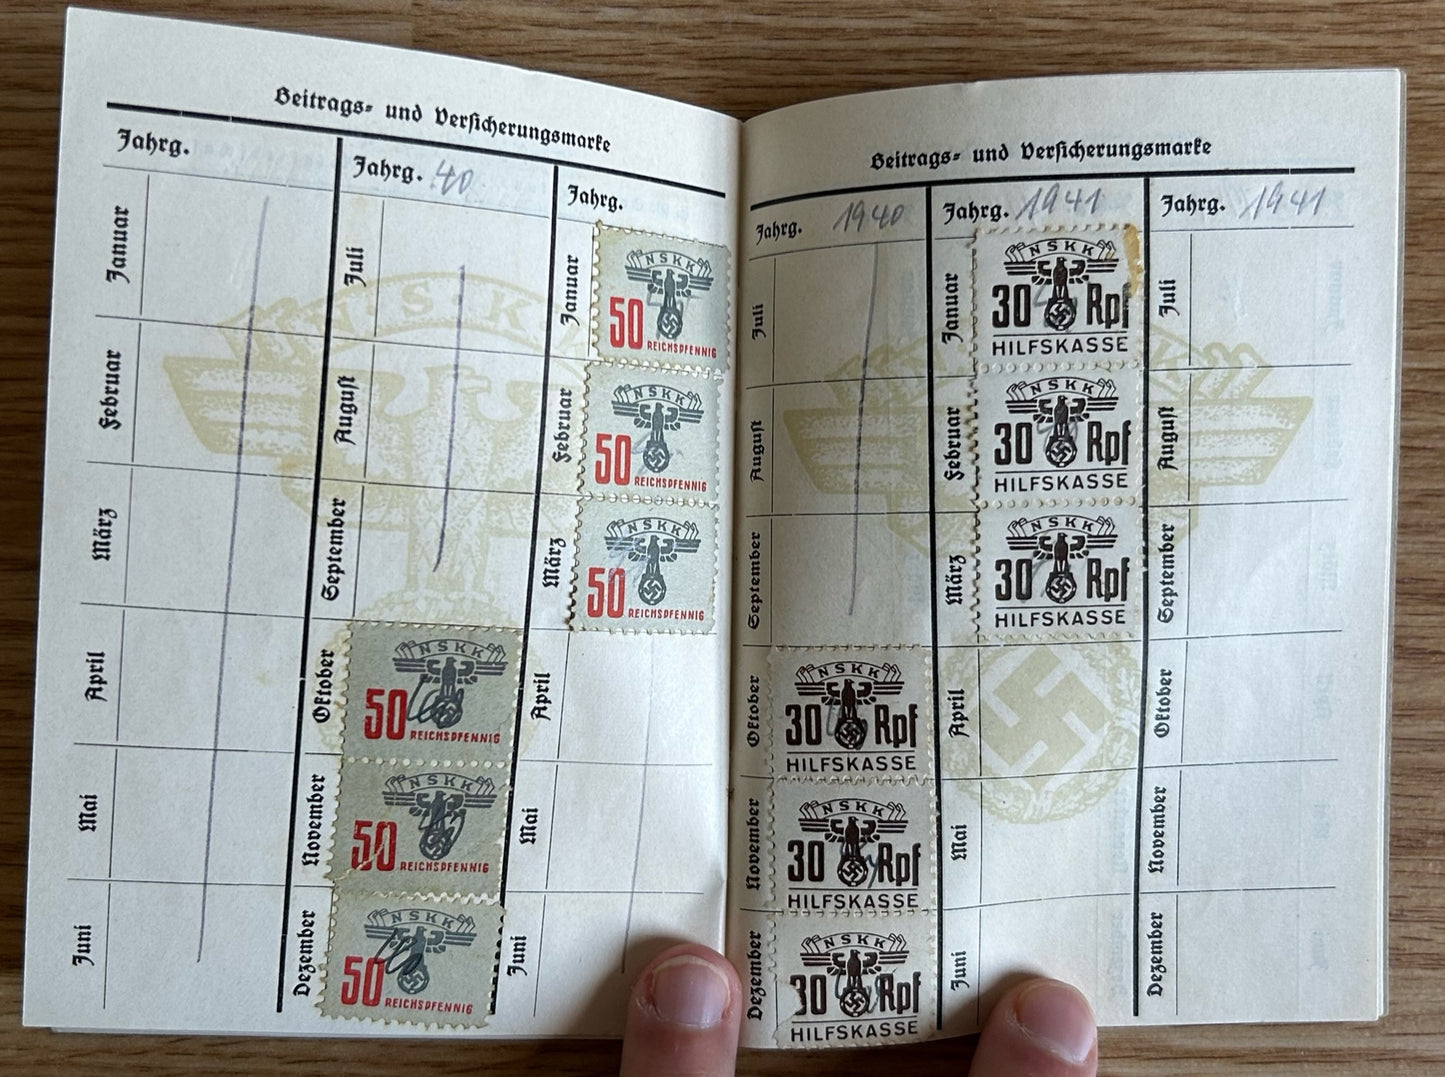 Beitrags- und Versicherungsmarke
Jahrg.
Januar
Februar
März
April
Mai
Juni
Jahrg. 40
Juli
August
September
Oktober
NSKK
50 REICHSPFENNIG
November
NSKK
50 REICHSPFENNIG
Dezember
NSKK
50 REICHSPFENNIG
Jahrg.
Januar
NSKK
50 REICHSPFENNIG
Februar
NSKK
50 REICHSPFENNIG
März
NSKK
50 REICHSPFENNIG
April
Mai
Juni
NSKK
Beitrags- und Versicherungsmarke
Jahrg. 1940
Juli
August
September
Oktober
NSKK
30 Rpf
HILFSKASSE
November
NSKK
30 Rpf
HILFSKASSE
Dezember
NSKK
30 Rpf
HILFSKASSE
Jahrg. 1941
Januar
NSKK
30 Rpf
HILFSKASSE
Februar
NSKK
30 Rpf
HILFSKASSE
März
NSKK
30 Rpf
HILFSKASSE
April
Mai
Juni
Jahrg. 1941
Juli
August
September
Oktober
November
Dezember